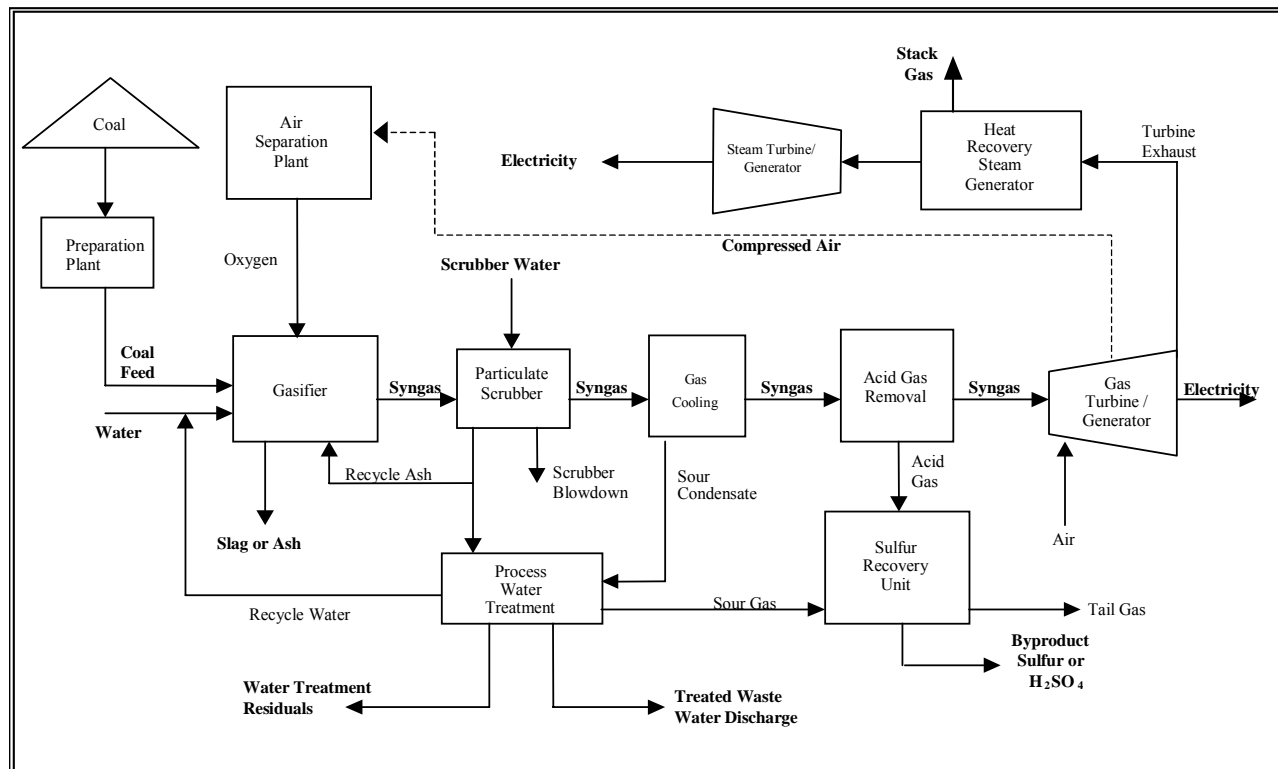 Stack
Gas
Coal
Air
Separation
Plant
Steam Turbine/
Generator
Heat
Recovery
Steam
Generator
Turbine
Exhaust
Electricity
Preparation
Plant
Oxygen
Compressed Air
Scrubber Water
Coal
Feed
Water
Gasifier
Syngas
Particulate
Scrubber
Syngas
Gas
Cooling
Syngas
Acid Gas
Removal
Syngas
Gas
Turbine /
Generator
Electricity
Recycle Ash
Scrubber
Blowdown
Sour
Condensate
Acid
Gas
Slag or Ash
Air
Process
Water
Treatment
Sulfur
Recovery
Unit
Recycle Water
Sour Gas
Tail Gas
Byproduct
Sulfur or
H₂SO₄
Water Treatment
Residuals
Treated Waste
Water Discharge